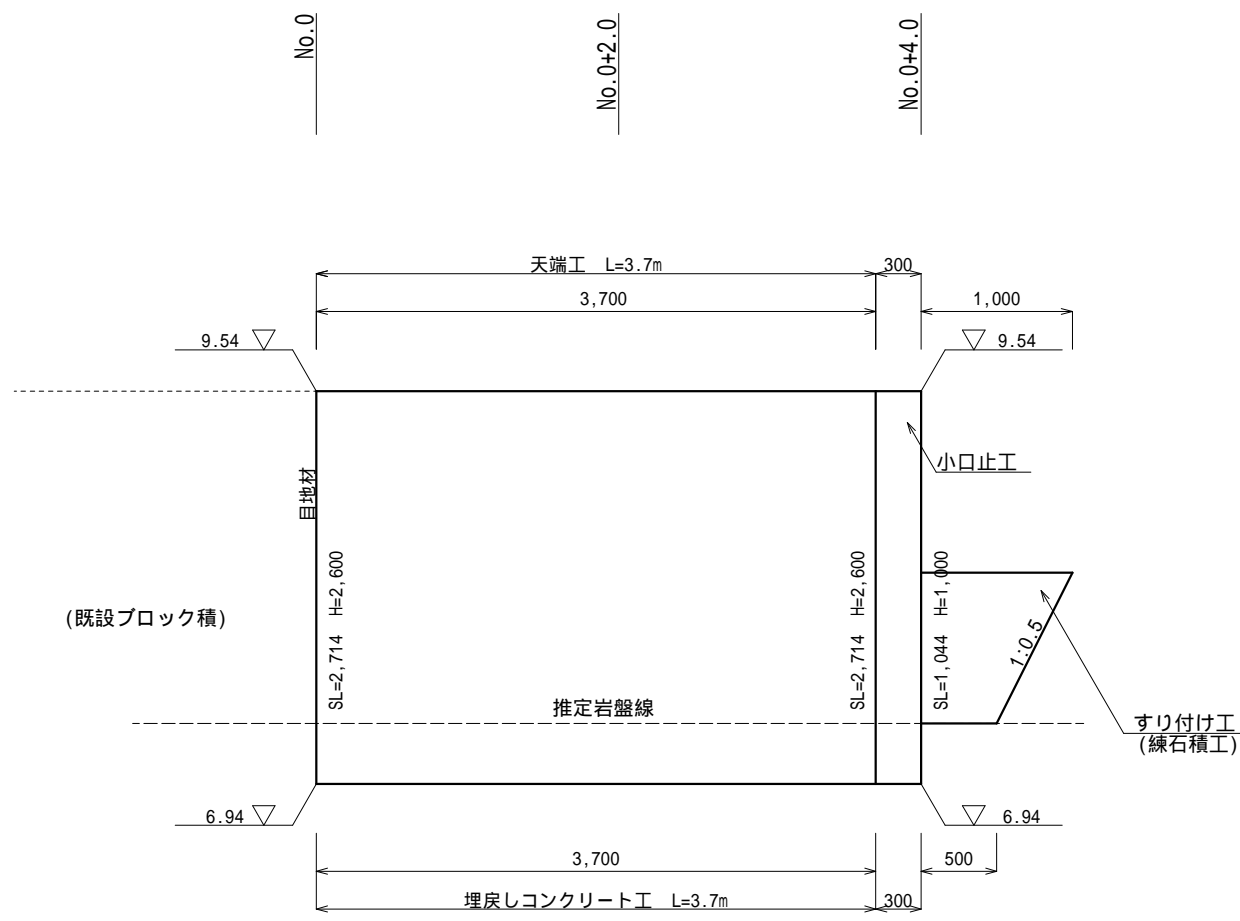 No.0
No.0+2.0
No.0+4.0
天端工 L=3.7m
300
3,700
1,000
9.54
9.54
小口止工
目地材
SL=2,714 H=2,600
SL=2,714 H=2,600
SL=1,044 H=1,000
(既設ブロック積)
1:0.5
推定岩盤線
すり付け工
(練石積工)
6.94
6.94
3,700
500
埋戻しコンクリート工 L=3.7m
300